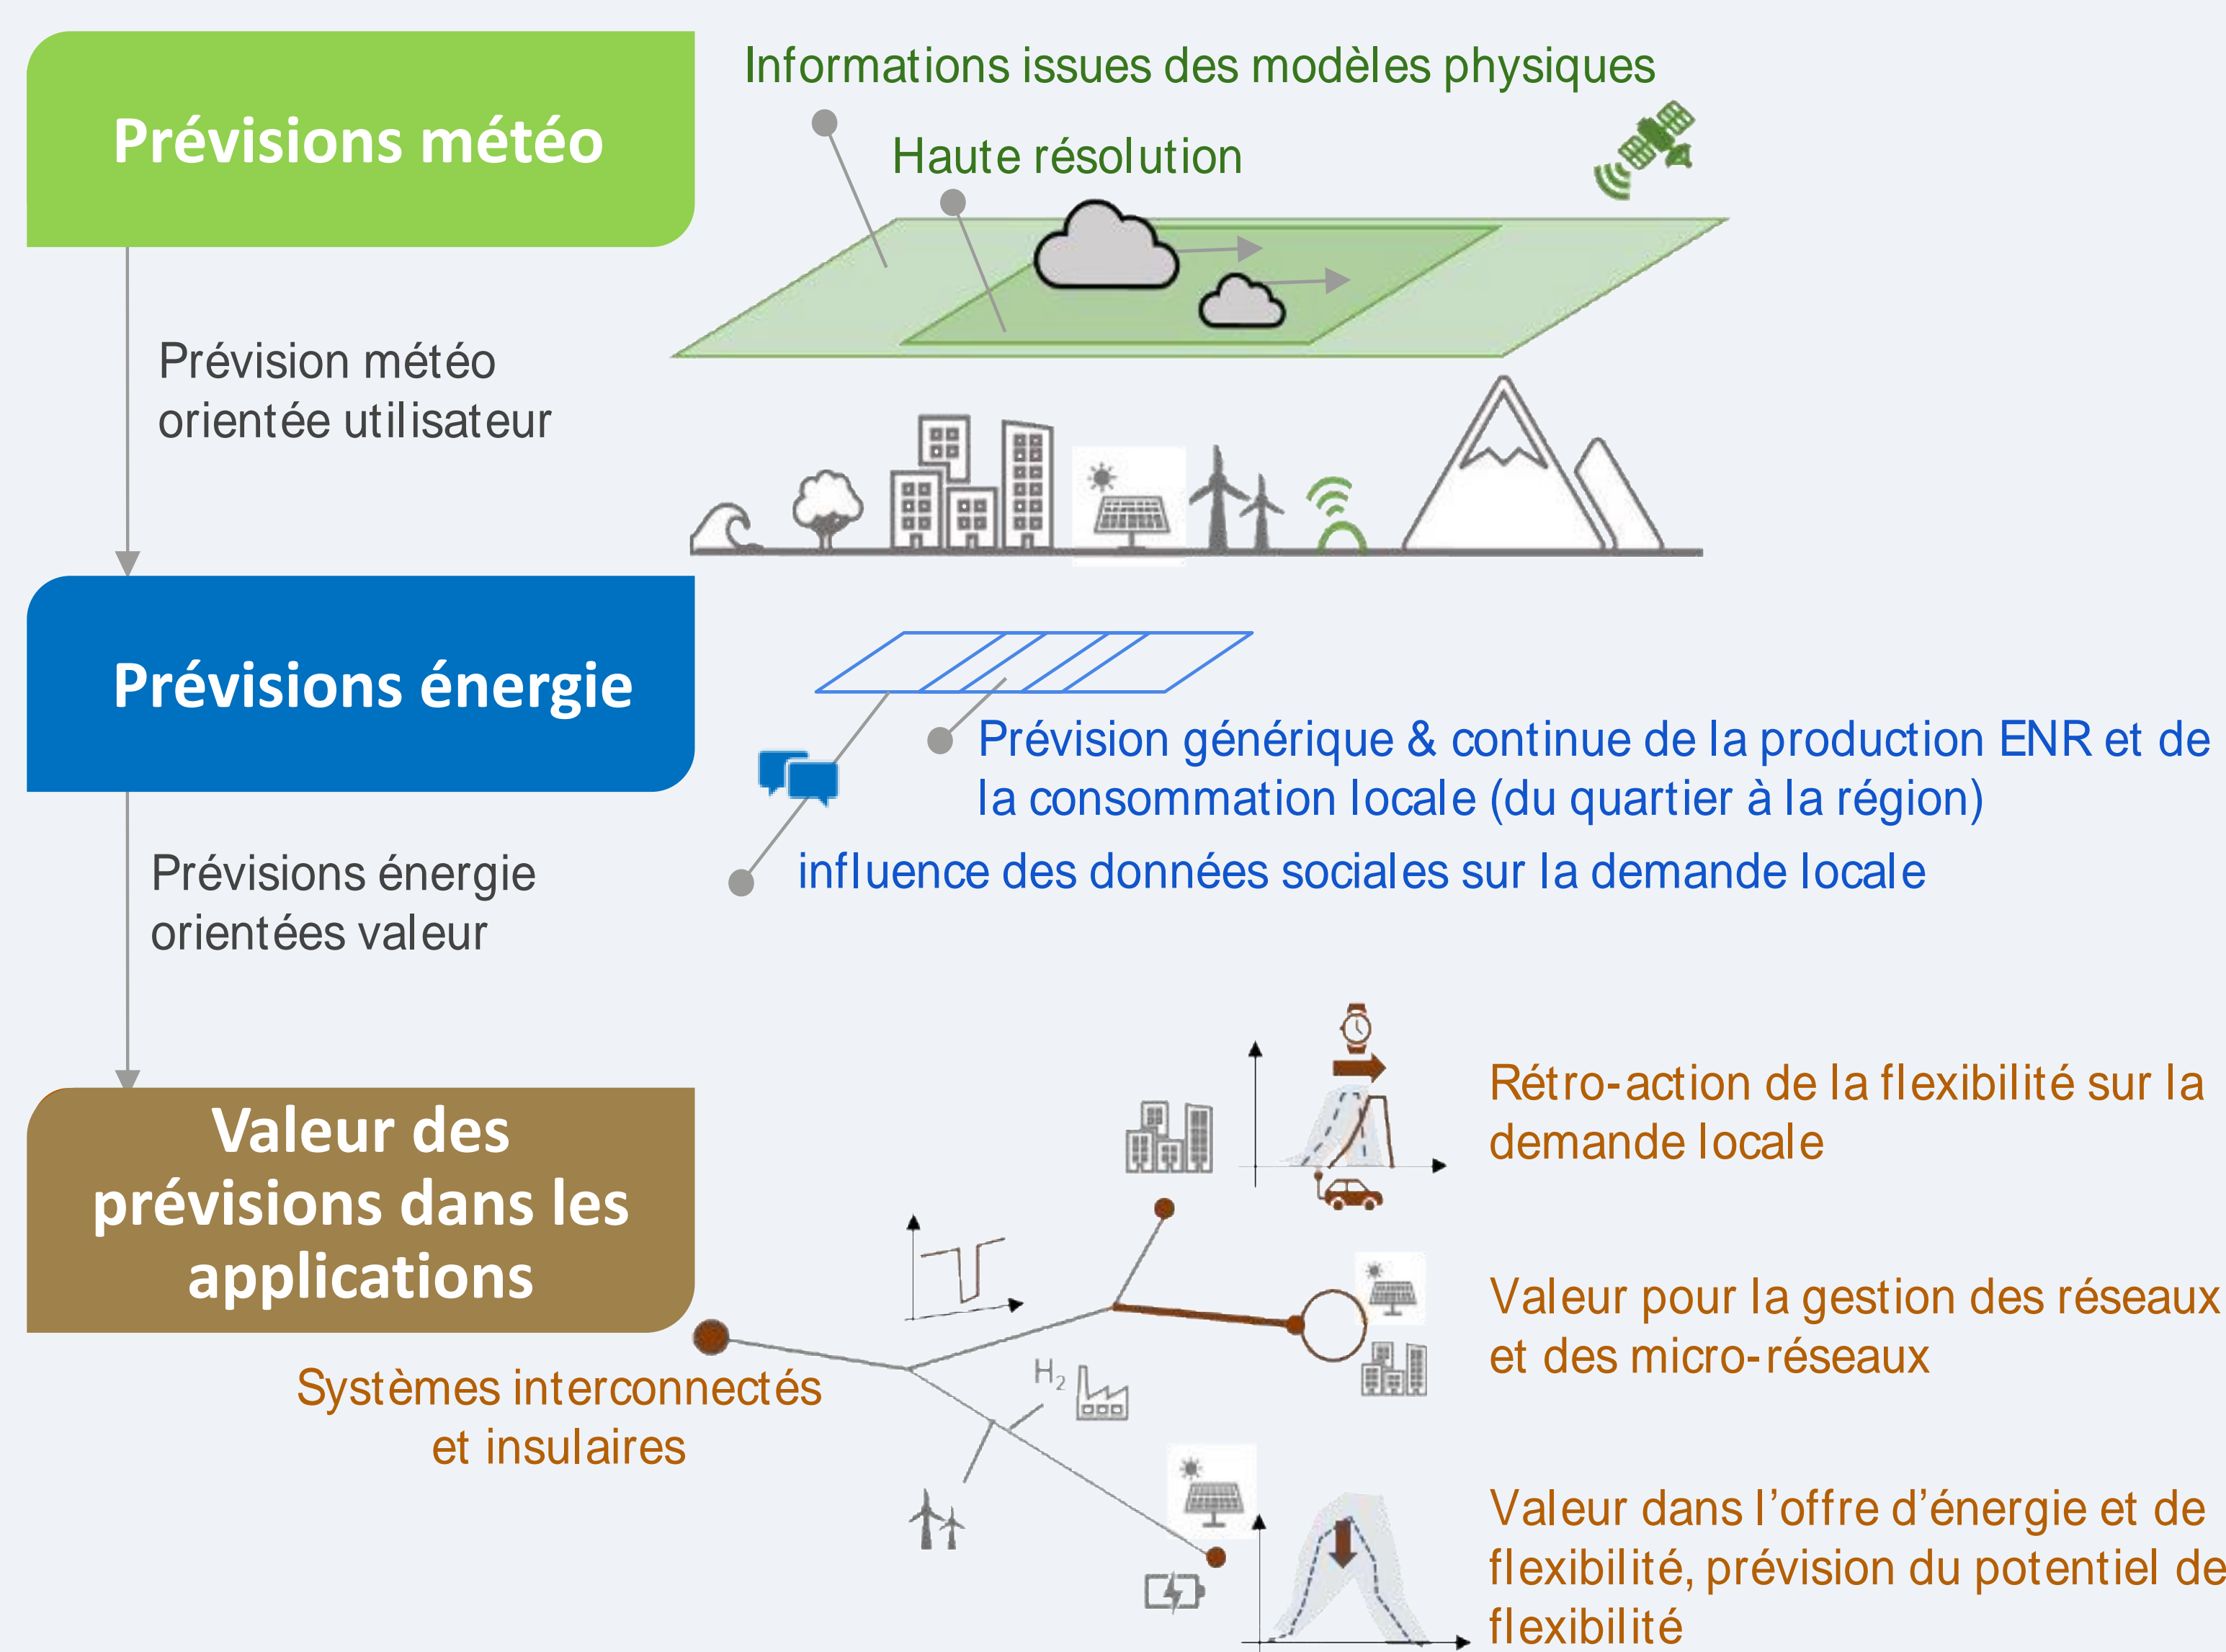 Prévisions météo
Informations issues des modèles physiques
Haute résolution
Prévision météo
orientée utilisateur
Prévisions énergie
Prévision générique & continue de la production ENR et de
la consommation locale (du quartier à la région)
influence des données sociales sur la demande locale
Prévisions énergie
orientées valeur
Valeur des
prévisions dans les
applications
Rétro-action de la flexibilité sur la
demande locale
Valeur pour la gestion des réseaux
et des micro-réseaux
Systèmes interconnectés
et insulaires
H₂
Valeur dans l’offre d’énergie et de
flexibilité, prévision du potentiel de
flexibilité